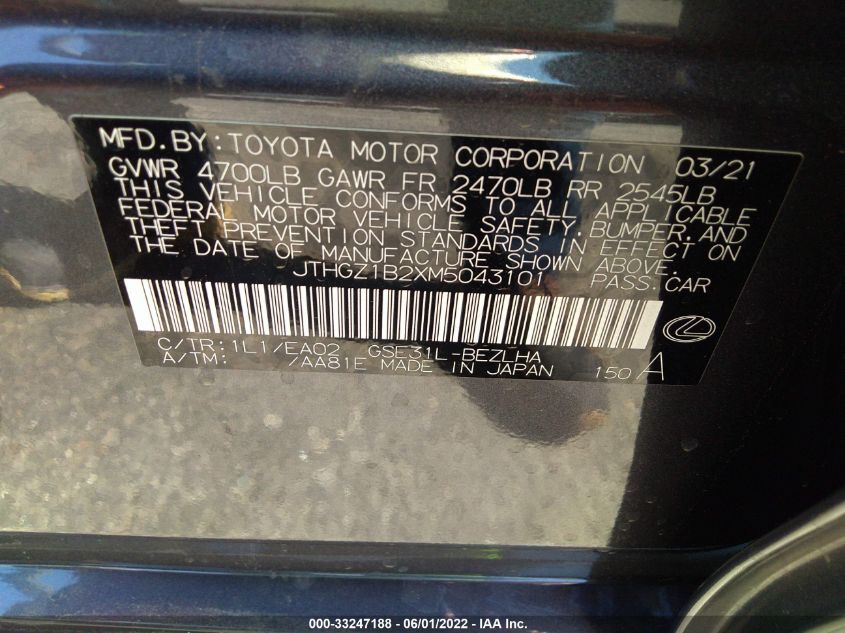 MFD. BY: TOYOTA MOTOR CORPORATION 03/21
GVWR 4700LB GAWR FR 2470LB RR 2545LB
THIS VEHICLE CONFORMS TO ALL APPLICABLE
FEDERAL MOTOR VEHICLE SAFETY, BUMPER, AND
THEFT PREVENTION STANDARDS IN EFFECT ON
THE DATE OF MANUFACTURE SHOWN ABOVE.
JTHGZ1B2XM5043101 PASS. CAR
C/TR: 1L1/EA02 GSE31L-BEZLHA
A/TM: /AA81E MADE IN JAPAN 150 A
000-33247188 - 06/01/2022 - IAA Inc.